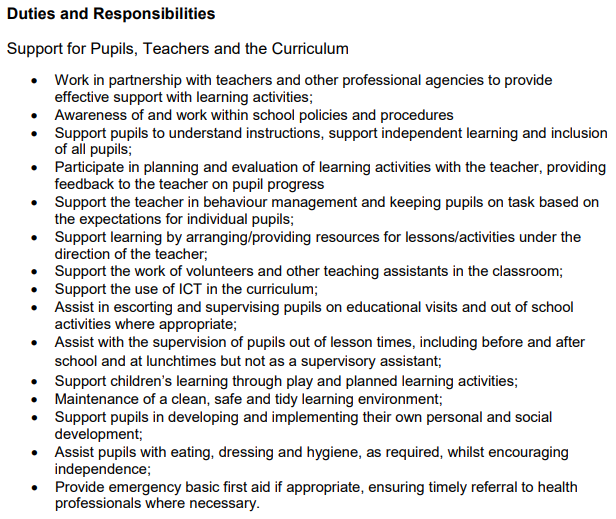 Duties and Responsibilities
Support for Pupils, Teachers and the Curriculum
• Work in partnership with teachers and other professional agencies to provide
effective support with learning activities;
• Awareness of and work within school policies and procedures
• Support pupils to understand instructions, support independent learning and inclusion
of all pupils;
• Participate in planning and evaluation of learning activities with the teacher, providing
feedback to the teacher on pupil progress
• Support the teacher in behaviour management and keeping pupils on task based on
the expectations for individual pupils;
• Support learning by arranging/providing resources for lessons/activities under the
direction of the teacher;
• Support the work of volunteers and other teaching assistants in the classroom;
• Support the use of ICT in the curriculum;
• Assist in escorting and supervising pupils on educational visits and out of school
activities where appropriate;
• Assist with the supervision of pupils out of lesson times, including before and after
school and at lunchtimes but not as a supervisory assistant;
• Support children's learning through play and planned learning activities;
• Maintenance of a clean, safe and tidy learning environment;
• Support pupils in developing and implementing their own personal and social
development;
• Assist pupils with eating, dressing and hygiene, as required, whilst encouraging
independence;
• Provide emergency basic first aid if appropriate, ensuring timely referral to health
professionals where necessary.